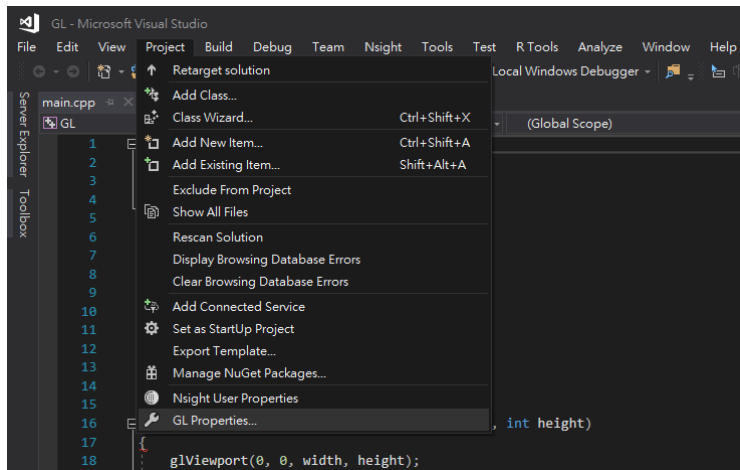 GL - Microsoft Visual Studio
File Edit View Project Build Debug Team Nsight Tools Test R Tools Analyze Window Help
Retarget solution
Local Windows Debugger
Add Class...
main.cpp
Class Wizard... Ctrl+Shift+X
GL
(Global Scope)
Add New Item... Ctrl+Shift+A
Add Existing Item... Shift+Alt+A
Exclude From Project
Show All Files
Rescan Solution
Display Browsing Database Errors
Clear Browsing Database Errors
Add Connected Service
Set as StartUp Project
Export Template...
Manage NuGet Packages...
Nsight User Properties
GL Properties...
Server Explorer
Toolbox
1
2
3
4
5
6
7
8
9
10
11
12
13
14
15
16 , int height)
17 {
18 glViewport(0, 0, width, height);